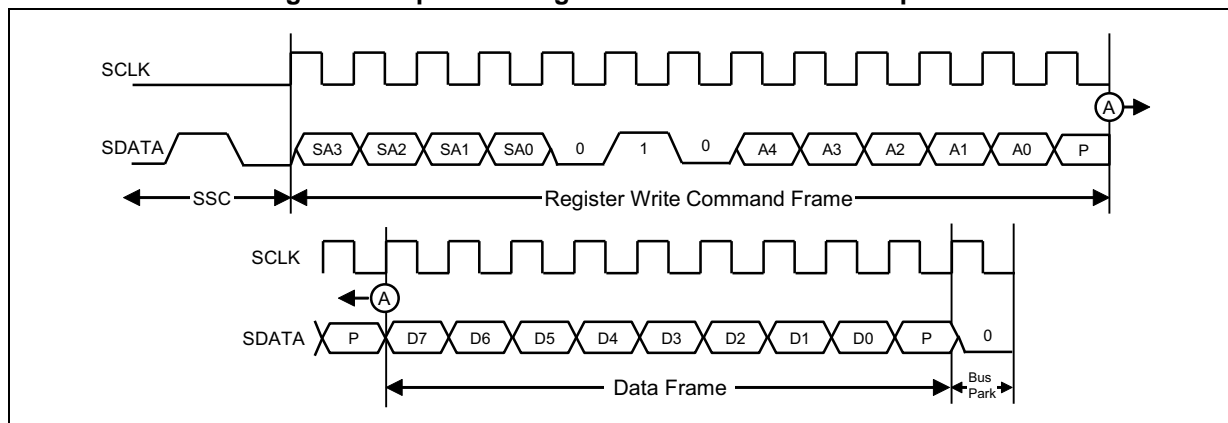 SCLK
A
SDATA SA3 SA2 SA1 SA0 0 1 0 A4 A3 A2 A1 A0 P
SSC Register Write Command Frame
SCLK
A
SDATA P D7 D6 D5 D4 D3 D2 D1 D0 P 0
Data Frame Bus
Park